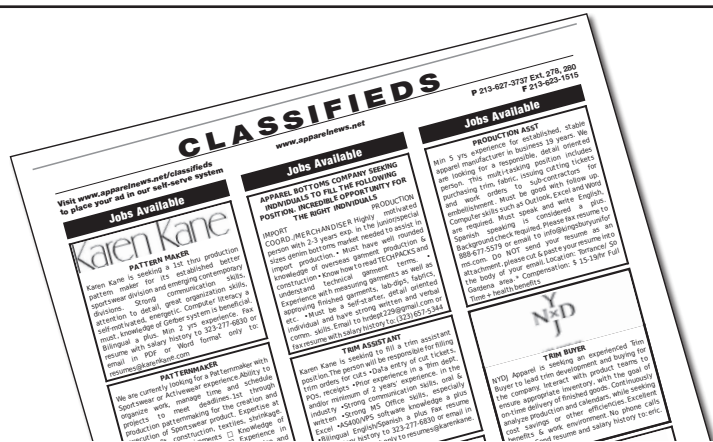 CLASSIFIEDS
P 213-627-3737 Ext, 278, 280
F 213-623-1515
www.apparelnews.net
Visit www.apparelnews.net/classifieds
to place your ad in our self-serve system
Jobs Available
Karen Kane
PATTERN MAKER
Karen Kane is seeking a 1st thru production
pattern maker for its established better
sportswear division and emerging contemporary
divisions. Strong communication skills,
attention to detail, great organization skills,
self-motivated, energetic. Computer literacy a
must, knowledge of Gerber system is beneficial.
Bilingual a plus. Min 2 yrs experience. Fax
resume with salary history to 323-277-6830 or
email in PDF or Word format only to:
resumes@karenkane.com
PATTERNMAKER
We are currently looking for a Patternmaker with
Sportswear or Activewear experience. Ability to
organize work, manage time and schedule
projects to meet deadlines.1st through
production patternmaking for the creation and
execution of Sportswear product. Expertise at
construction, textiles, shrinkage,
□ Knowledge of
Experience in
and
Jobs Available
APPAREL BOTTOMS COMPANY SEEKING
INDIVIDUALS TO FILL THE FOLLOWING
POSITION. INCREDIBLE OPPORTUNITY FOR
THE RIGHT INDIVIDUALS
IMPORT PRODUCTION
COORD./MERCHANDISER Highly motivated
person with 2-3 years exp. in the Junior/special
sizes denim bottoms market needed to assist in
import production. • Must have well rounded
knowledge of overseas garment production &
construction • Know how to read TECHPACKS and
understand technical garment terms. •
Experience with measuring garments as well as
approving finished garments, lab-dips, fabrics,
etc. •Must be a self-starter, detail oriented
individual and have strong written and verbal
comm. skills. Email to hrdept229@gmail.com or
fax resume with salary history to: (323)657-5344
TRIM ASSISTANT
Karen Kane is seeking to fill a trim assistant
position.The person will be responsible for filling
trim orders for cuts •Data entry of cut tickets,
POs, receipts •Prior experience in a Trim dept.
and/or minimum of 2 years' experience. in the
industry •Strong communication skills, oral &
written •Strong MS Office skills, especially
Excel •AS400/VPS software knowledge a plus
•Bilingual English/Spanish a plus Fax resume
history to 323-277-6830 or email in
only to resumes@karenkane.
Jobs Available
PRODUCTION ASST
Min 5 yrs experience for established, stable
apparel manufacturer in business 19 years. We
are looking for a responsible, detail oriented
person. This multi-tasking position includes
purchasing trim fabric, issuing cutting tickets
and work orders to sub-contractors for
embellishment. Must be good with follow up.
Computer skills such as Outlook, Excel and Word
are required. Must speak and write English,
Spanish speaking is considered a plus.
Background check required. Please fax resume to
888-677-5579 or email to info@kingsburyunifor
ms.com. Do NOT send your resume as an
attachment, please cut & paste your resume into
the body of your email. Location: Torrance/ So
Gardena area.• Compensation: $ 15-19/hr Full
Time + health benefits
NYDJ
TRIM BUYER
NYDJ Apparel is seeking an experienced Trim
Buyer to lead trim development and buying for
the company. Interact with product teams to
ensure appropriate inventory, with the goal of
on-time delivery of finished goods. Continuously
analyze production and calendars, while seeking
cost savings or other efficiencies. Excellent
benefits & work environment. No phone calls
send resume and salary history to: eric.